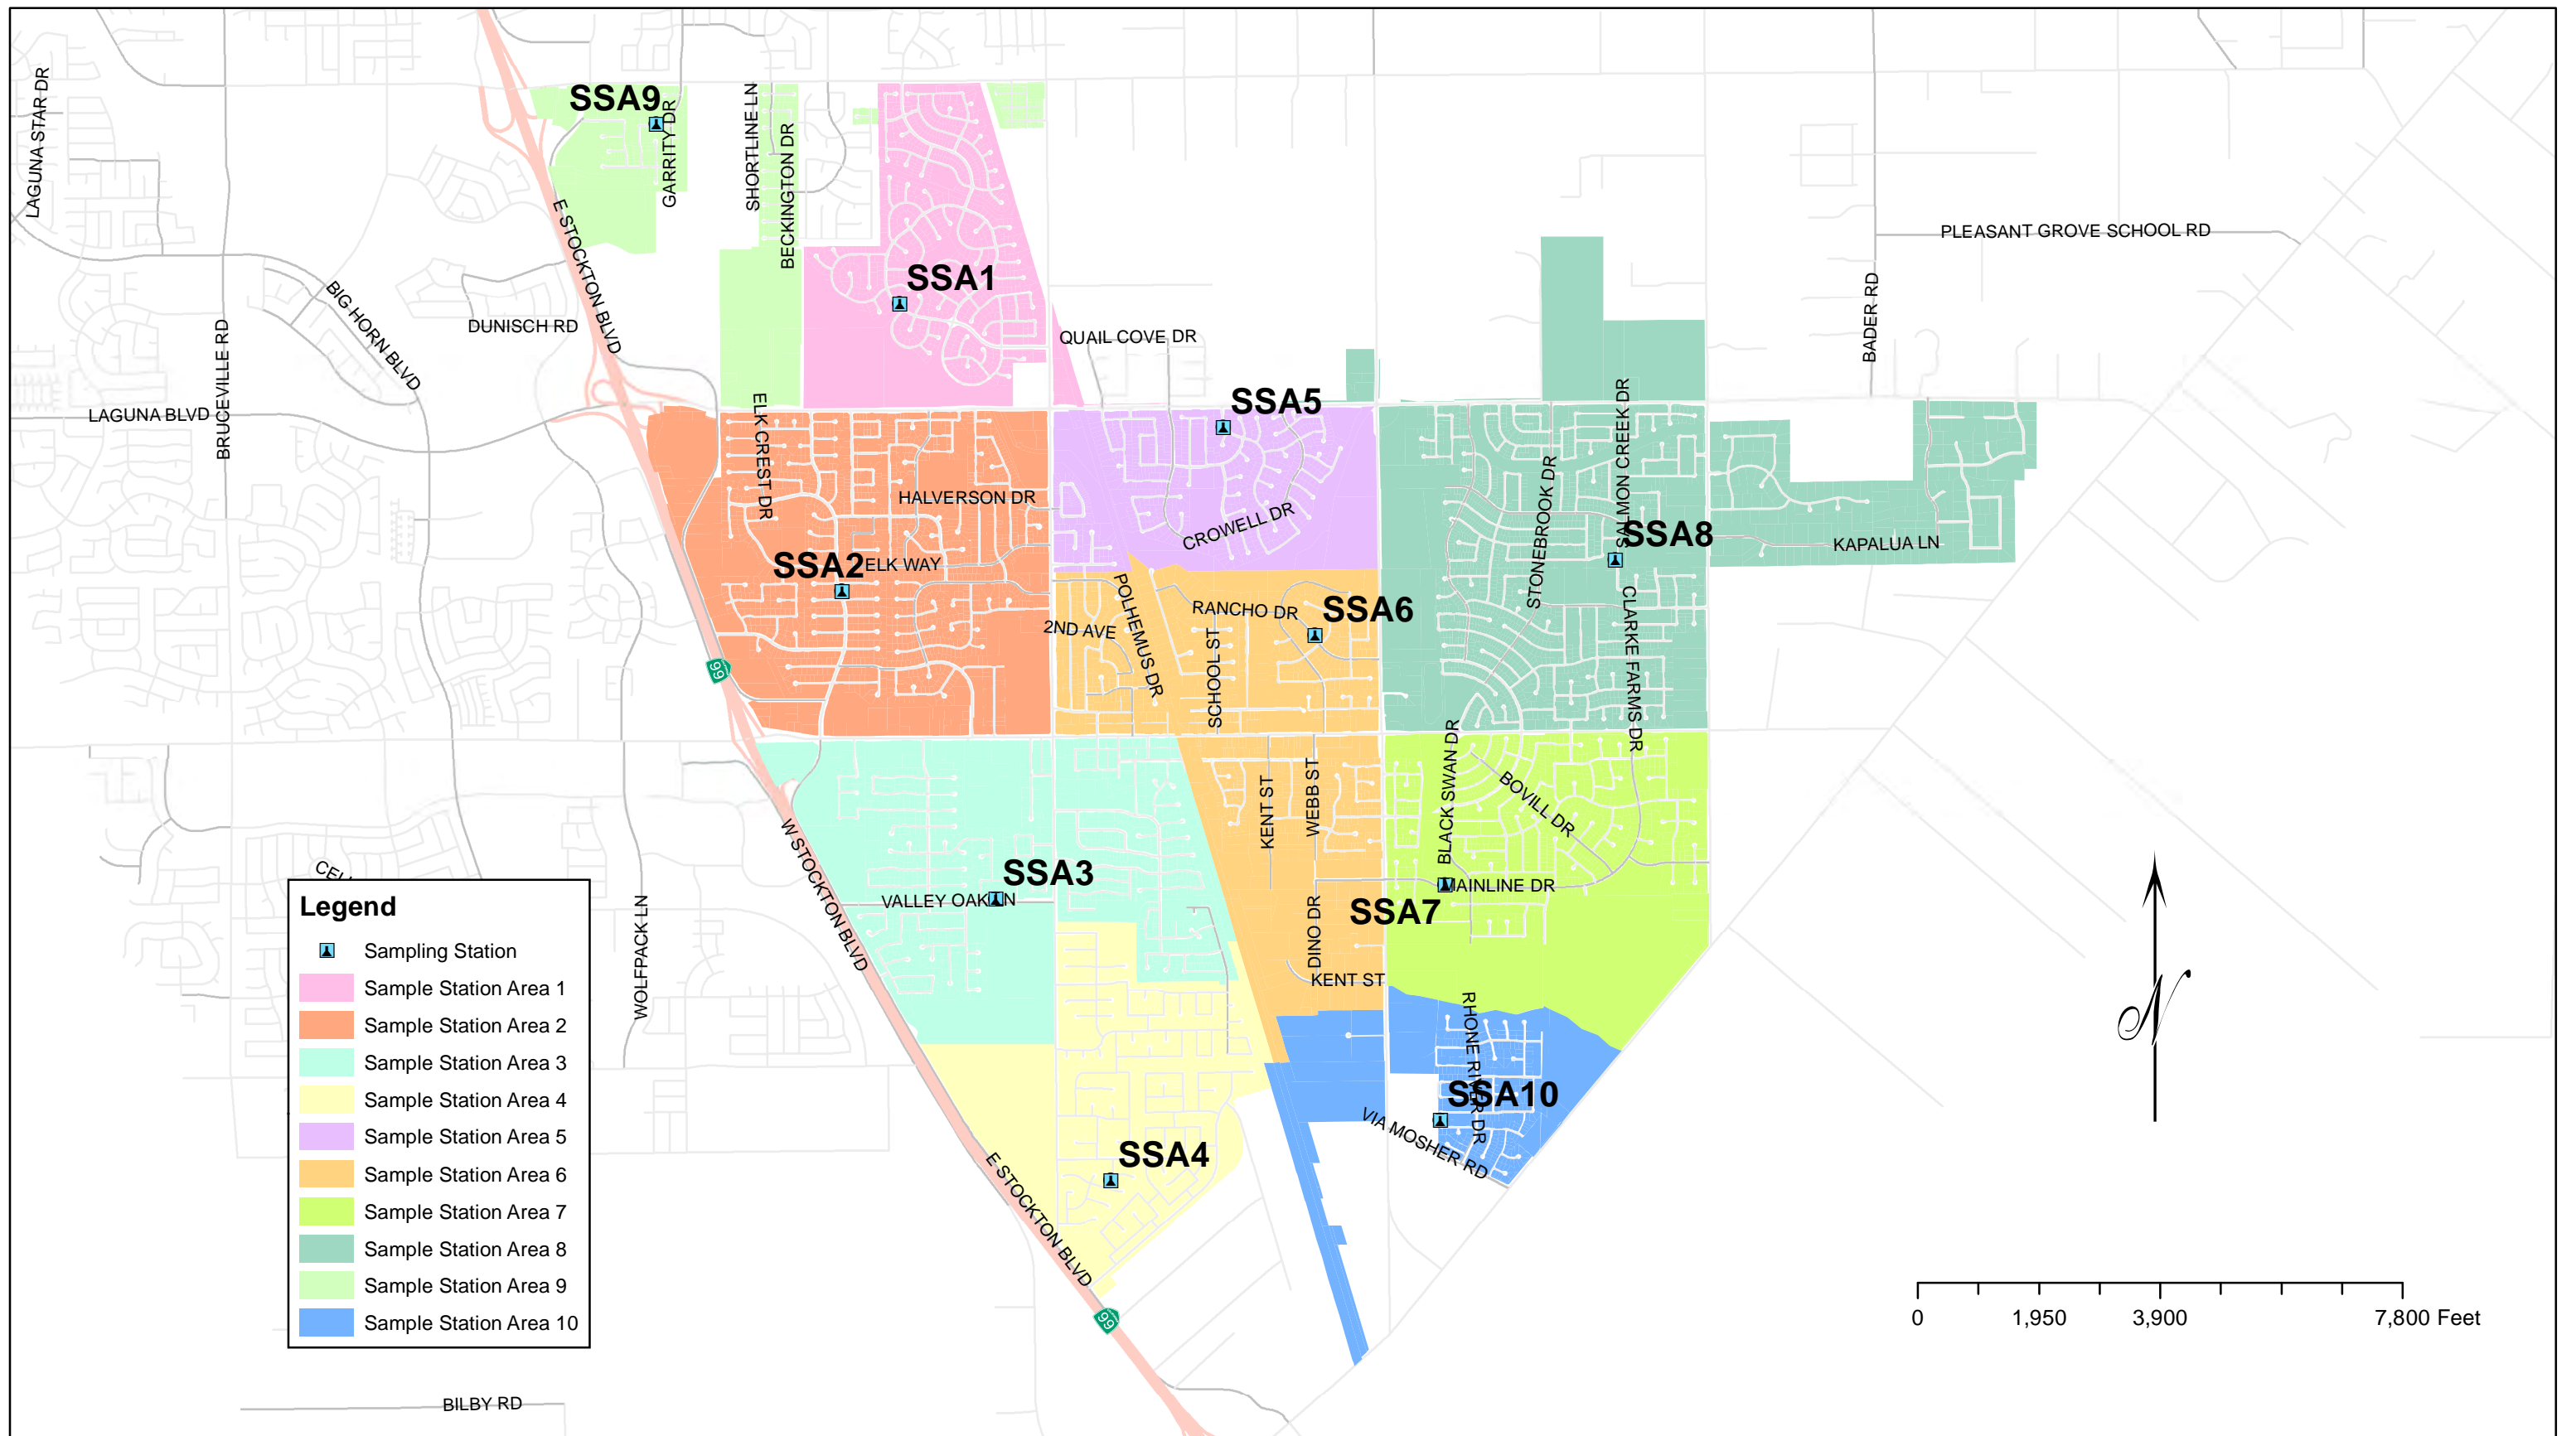 LAGUNA STAR DR
SSA9
GARRITY DR
SHORTLINE LN
BECKINGTON DR
E STOCKTON BLVD
PLEASANT GROVE SCHOOL RD
BADER RD
SSA1
BIG HORN BLVD
DUNISCH RD
QUAIL COVE DR
BRUCEVILLE RD
LAGUNA BLVD
ELK CREST DR
SSA5
SALMON CREEK DR
HALVERSON DR
CROWELL DR
STONEBROOK DR
SSA8
KAPALUA LN
SSA2
ELK WAY
POLHEMUS DR
RANCHO DR
SSA6
2ND AVE
SCHOOL ST
CLARKE FARMS DR
99
BLACK SWAN DR
BOVILL DR
KENT ST
WEBB ST
W STOCKTON BLVD
SSA3
VALLEY OAK LN
MAINLINE DR
SSA7
DINO DR
KENT ST
WOLFPACK LN
RHONE RIVER DR
SSA10
VIA MOSHER RD
SSA4
E STOCKTON BLVD
99
BILBY RD
Legend
Sampling Station
Sample Station Area 1
Sample Station Area 2
Sample Station Area 3
Sample Station Area 4
Sample Station Area 5
Sample Station Area 6
Sample Station Area 7
Sample Station Area 8
Sample Station Area 9
Sample Station Area 10
N
0 1,950 3,900 7,800 Feet